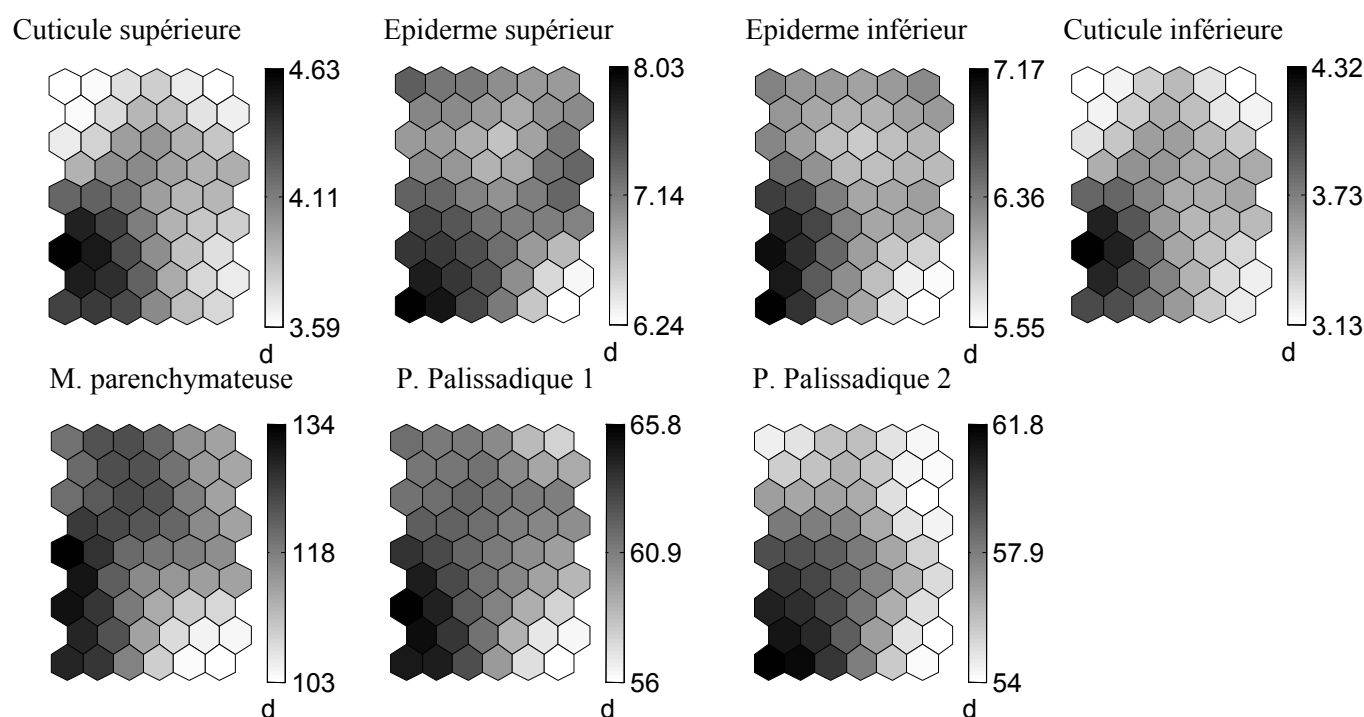 Cuticule supérieure
Epiderme supérieur
Epiderme inférieur
Cuticule inférieure
4.63
4.11
3.59
d
8.03
7.14
6.24
d
7.17
6.36
5.55
d
4.32
3.73
3.13
d
M. parenchymateuse
P. Palissadique 1
P. Palissadique 2
134
118
103
d
65.8
60.9
56
d
61.8
57.9
54
d